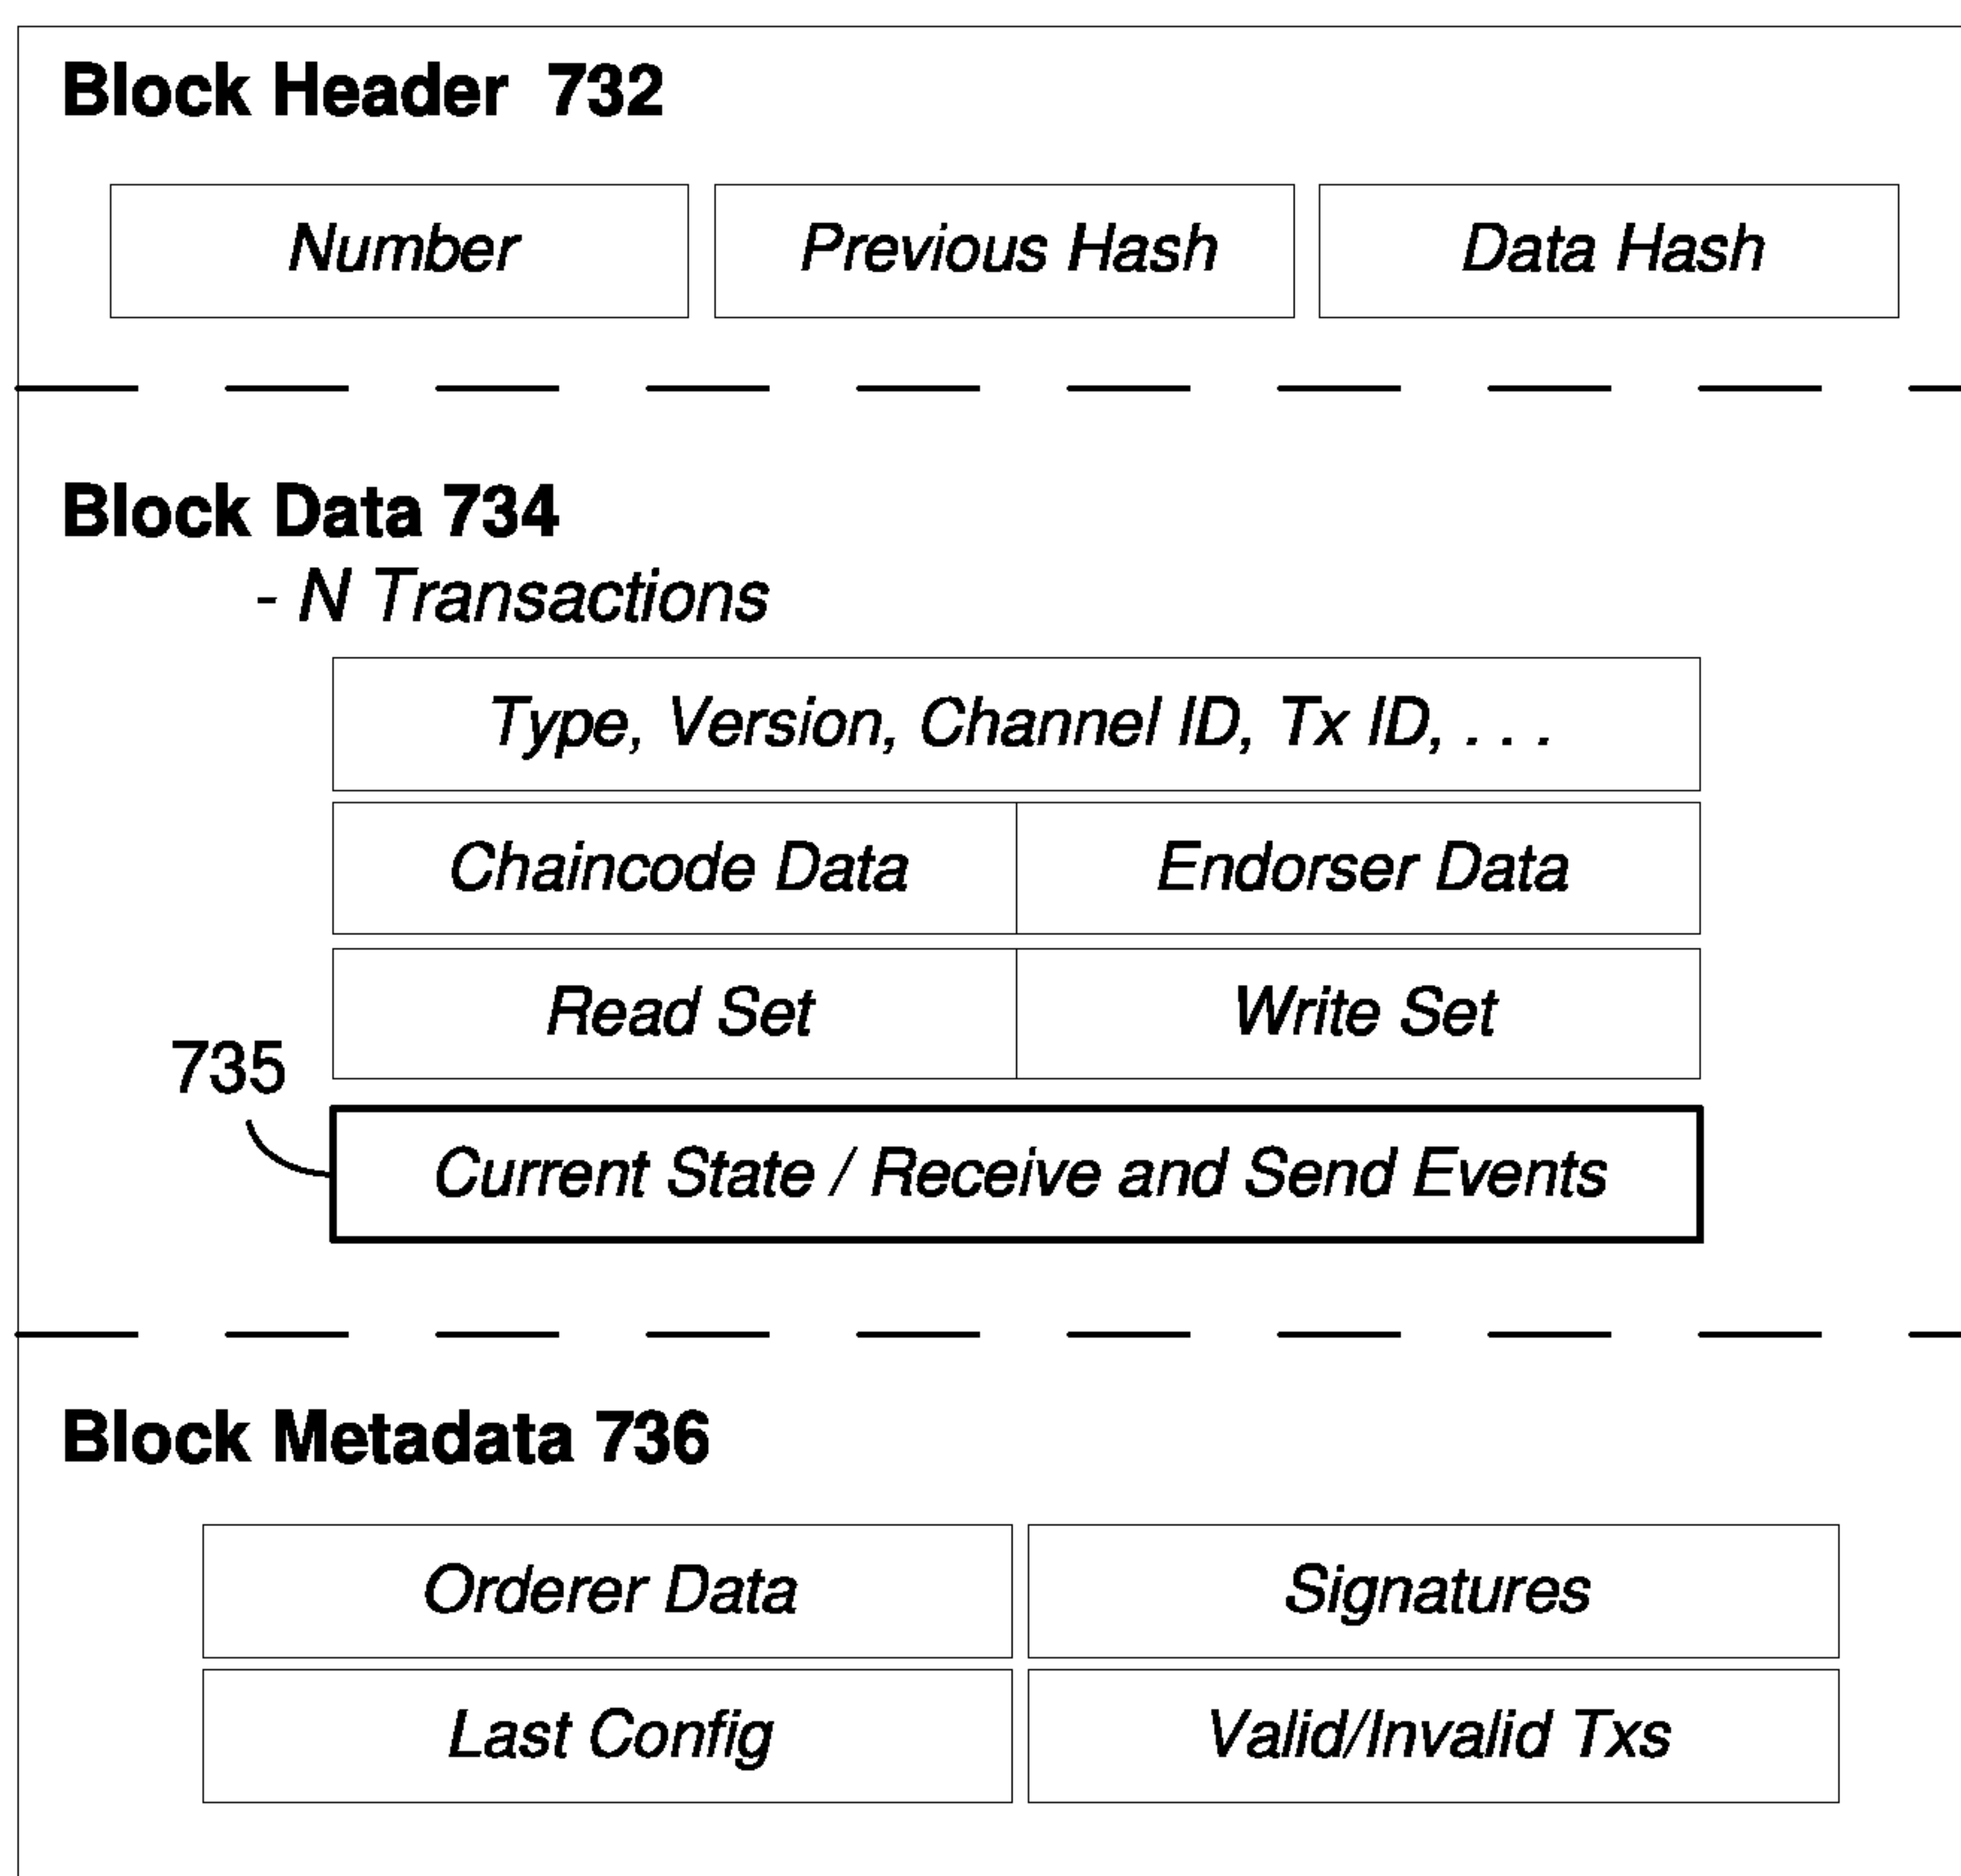 Block Header 732
Number
Previous Hash
Data Hash
Block Data 734
- N Transactions
Type, Version, Channel ID, Tx ID, . . .
Chaincode Data
Endorser Data
Read Set
Write Set
735
Current State / Receive and Send Events
Block Metadata 736
Orderer Data
Signatures
Last Config
Valid/Invalid Txs